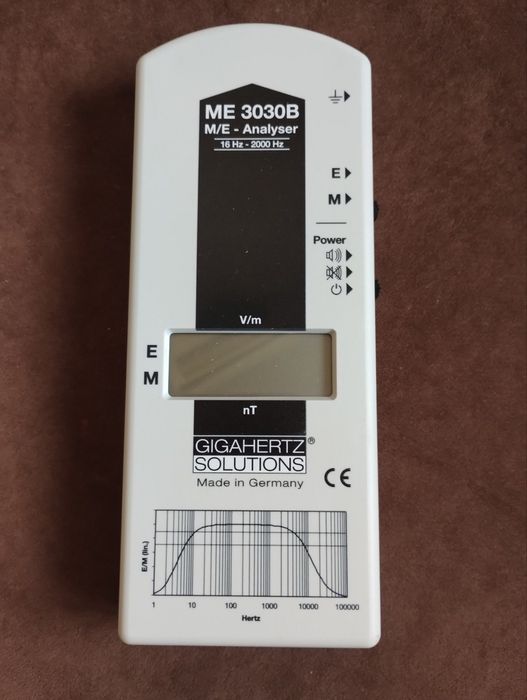 ME 3030B
M/E - Analyser
16 Hz - 2000 Hz
E
M
Power
V/m
E
M
nT
GIGAHERTZ®
SOLUTIONS
Made in Germany
CE
E/M (lin.)
1 10 100 1000 10000 100000
Hertz